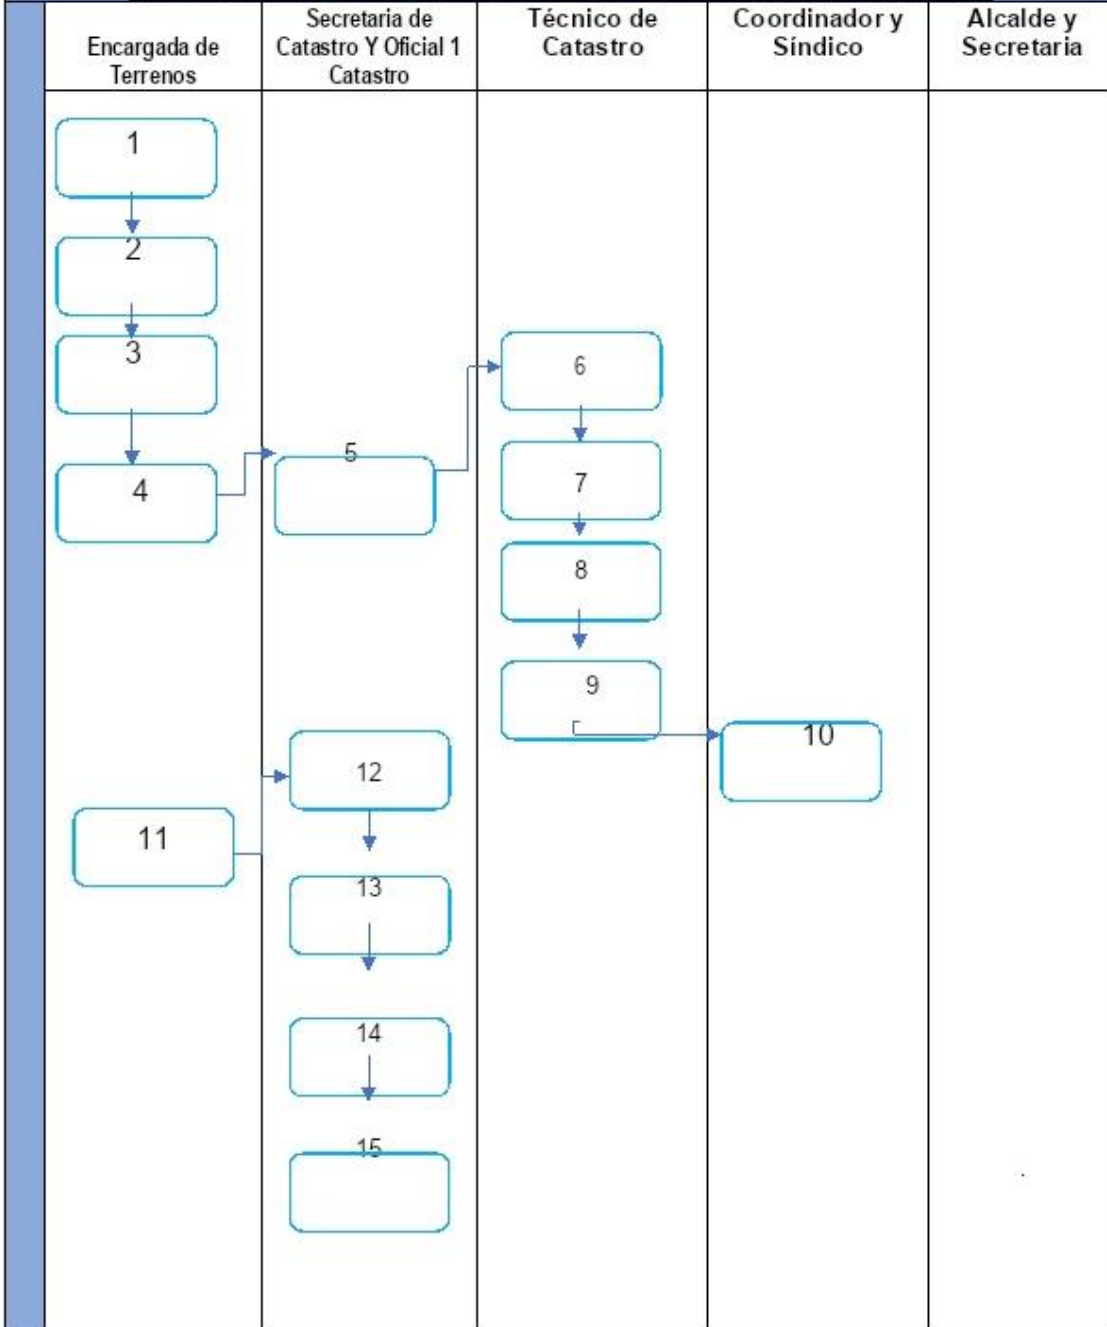 Encargada de
Terrenos
Secretaria de
Catastro Y Oficial 1
Catastro
Técnico de
Catastro
Coordinador y
Síndico
Alcalde y
Secretaria
1
2
3
4
5
6
7
8
9
10
11
12
13
14
15